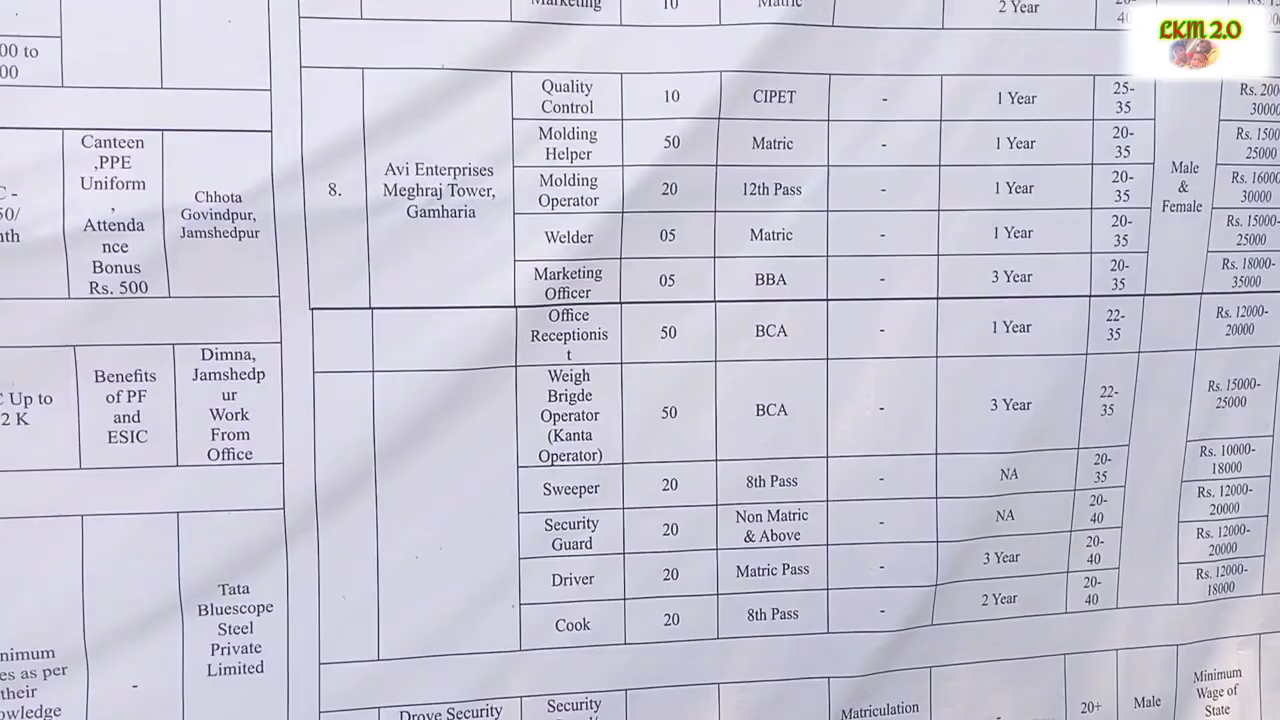 Marketing
10
Matric
2 Year
LKM 2.0
00 to
00
Canteen
,PPE
Uniform
,
Attenda
nce
Bonus
Rs. 500
Chhota
Govindpur,
Jamshedpur
Up to
2 K
Benefits
of PF
and
ESIC
Dimna,
Jamshedp
ur
Work
From
Office
Tata
Bluescope
Steel
Private
Limited
nimum
es as per
their
owledge
-
8.
Avi Enterprises
Meghraj Tower,
Gamharia
Quality
Control
10
CIPET
-
1 Year
25-
35
Male
&
Female
Rs. 200
30000
Molding
Helper
50
Matric
-
1 Year
20-
35
Rs. 1500
25000
Molding
Operator
20
12th Pass
-
1 Year
20-
35
Rs. 16000
30000
Welder
05
Matric
-
1 Year
20-
35
Rs. 15000-
25000
Marketing
Officer
05
BBA
-
3 Year
20-
35
Rs. 18000-
35000
Office
Receptionis
t
50
BCA
-
1 Year
22-
35
Rs. 12000-
20000
Weigh
Brigde
Operator
(Kanta
Operator)
50
BCA
-
3 Year
22-
35
Rs. 15000-
25000
Sweeper
20
8th Pass
-
NA
20-
35
Rs. 10000-
18000
Security
Guard
20
Non Matric
& Above
-
NA
20-
40
Rs. 12000-
20000
Driver
20
Matric Pass
-
3 Year
20-
40
Rs. 12000-
20000
Cook
20
8th Pass
-
2 Year
20-
40
Rs. 12000-
18000
Drove Security
Security
Matriculation
20+
Male
Minimum
Wage of
State